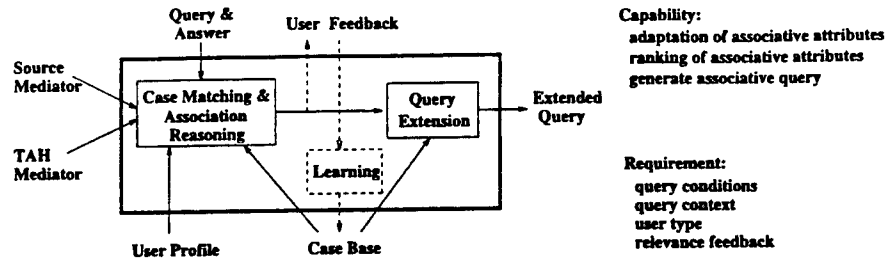 Query &
Answer
User Feedback
Source
Mediator
TAH
Mediator
Case Matching &
Association
Reasoning
Query
Extension
Extended
Query
Learning
User Profile
Case Base
Capability:
adaptation of associative attributes
ranking of associative attributes
generate associative query
Requirement:
query conditions
query context
user type
relevance feedback